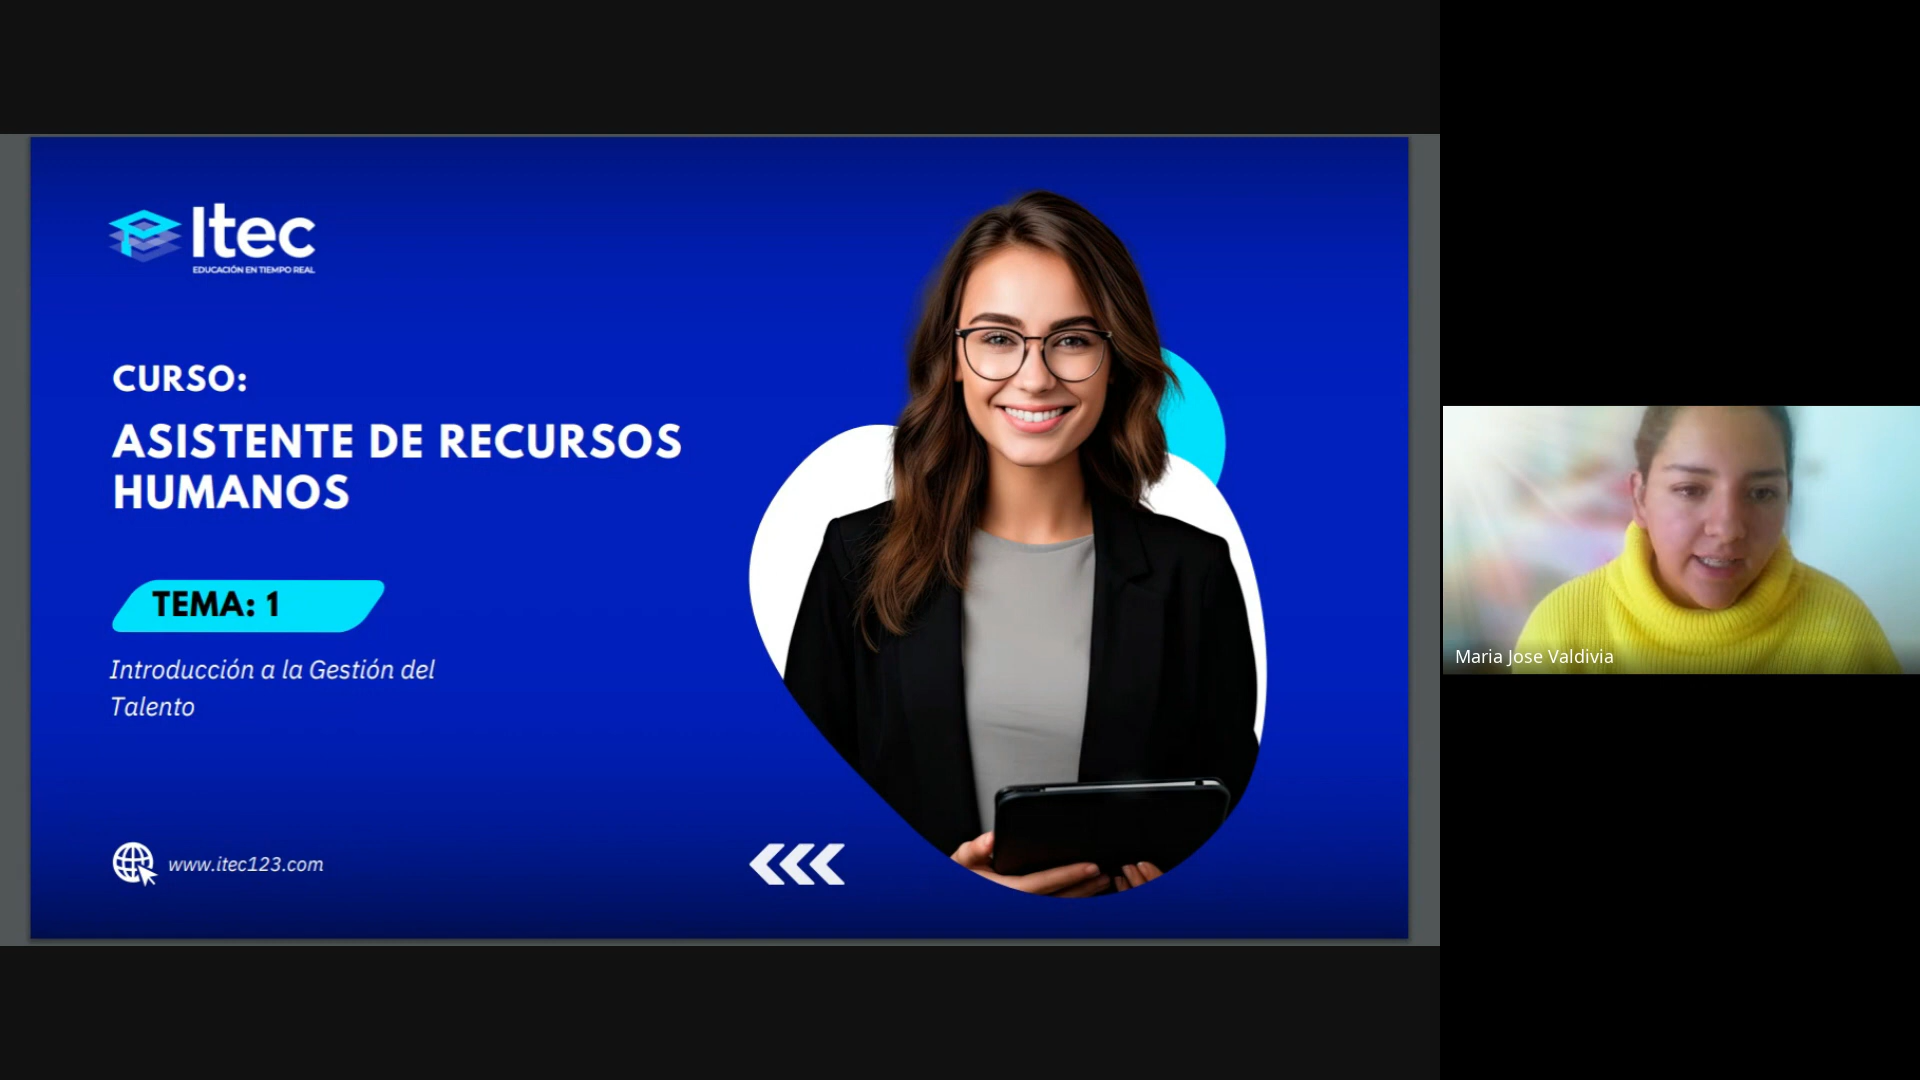 Itec
EDUCACIÓN EN TIEMPO REAL
CURSO:
ASISTENTE DE RECURSOS
HUMANOS
TEMA: 1
Introducción a la Gestión del
Talento
www.itec123.com
Maria Jose Valdivia